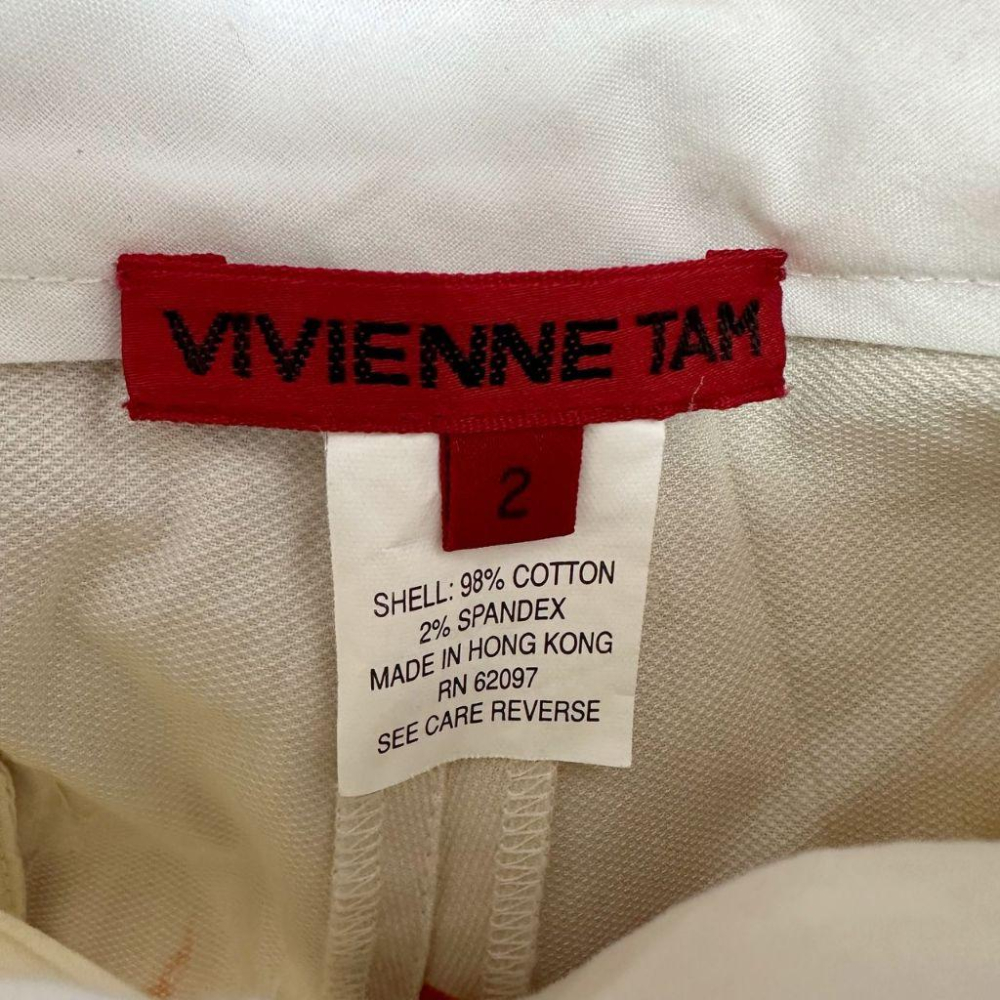 VIVIENNE TAM
2
SHELL: 98% COTTON
2% SPANDEX
MADE IN HONG KONG
RN 62097
SEE CARE REVERSE